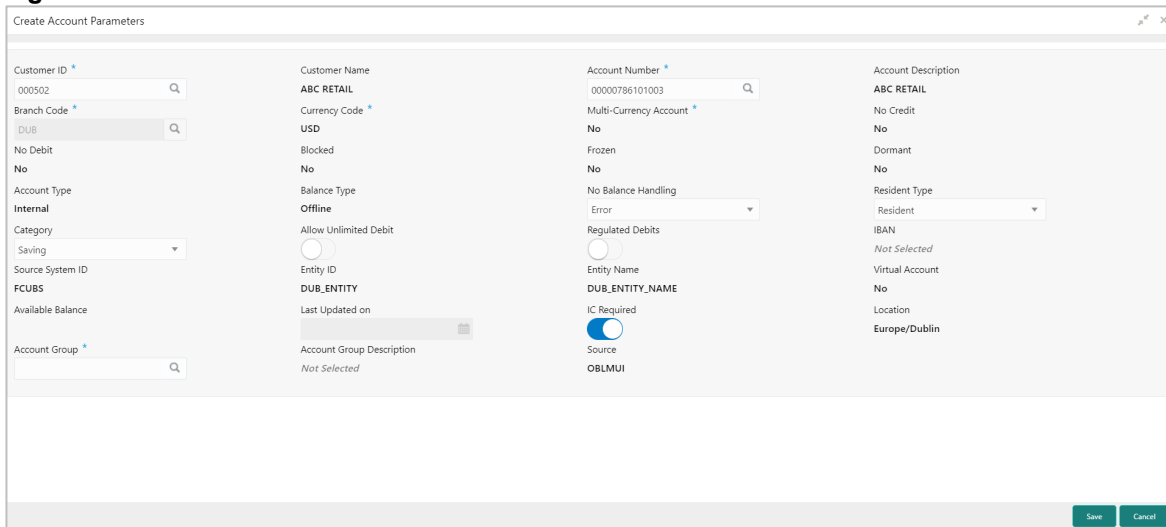 Create Account Parameters
Customer ID * Customer Name Account Number * Account Description
000502 ABC RETAIL 00000786101003 ABC RETAIL
Branch Code * Currency Code * Multi-Currency Account * No Credit
DUB USD No No
No Debit Blocked Frozen Dormant
No No No No
Account Type Balance Type No Balance Handling Resident Type
Internal Offline Error Resident
Category Allow Unlimited Debit Regulated Debits IBAN
Saving Not Selected
Source System ID Entity ID Entity Name Virtual Account
FCUBS DUB_ENTITY DUB_ENTITY_NAME No
Available Balance Last Updated on IC Required Location
Europe/Dublin
Account Group * Account Group Description Source
Not Selected OBLMUI
Save Cancel